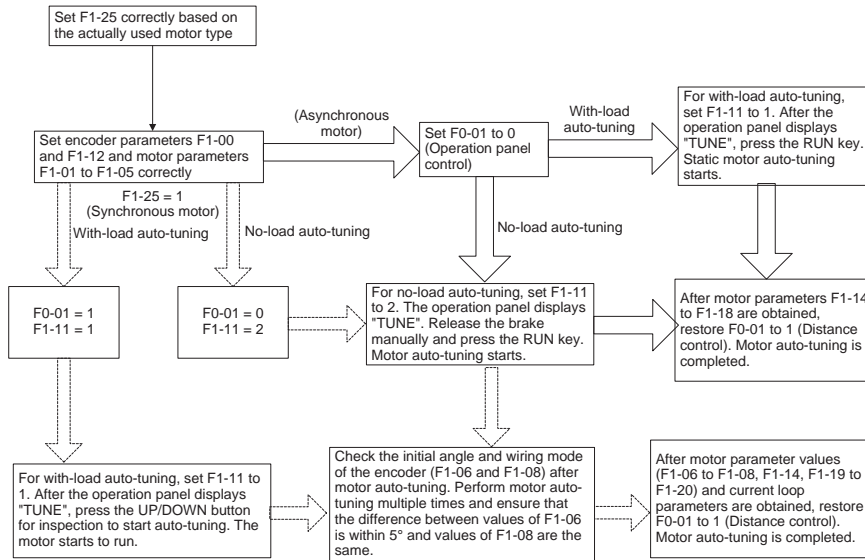 Set F1-25 correctly based on
the actually used motor type
Set encoder parameters F1-00
and F1-12 and motor parameters
F1-01 to F1-05 correctly
(Asynchronous
motor)
Set F0-01 to 0
(Operation panel
control)
With-load
auto-tuning
For with-load auto-tuning,
set F1-11 to 1. After the
operation panel displays
"TUNE", press the RUN key.
Static motor auto-tuning
starts.
F1-25 = 1
(Synchronous motor)
With-load auto-tuning
No-load auto-tuning
No-load auto-tuning
F0-01 = 1
F1-11 = 1
F0-01 = 0
F1-11 = 2
For no-load auto-tuning, set F1-11
to 2. The operation panel displays
"TUNE". Release the brake
manually and press the RUN key.
Motor auto-tuning starts.
After motor parameters F1-14
to F1-18 are obtained,
restore F0-01 to 1 (Distance
control). Motor auto-tuning is
completed.
For with-load auto-tuning, set F1-11 to
1. After the operation panel displays
"TUNE", press the UP/DOWN button
for inspection to start auto-tuning. The
motor starts to run.
Check the initial angle and wiring mode
of the encoder (F1-06 and F1-08) after
motor auto-tuning. Perform motor auto-
tuning multiple times and ensure that
the difference between values of F1-06
is within 5° and values of F1-08 are the
same.
After motor parameter values
(F1-06 to F1-08, F1-14, F1-19 to
F1-20) and current loop
parameters are obtained, restore
F0-01 to 1 (Distance control).
Motor auto-tuning is completed.